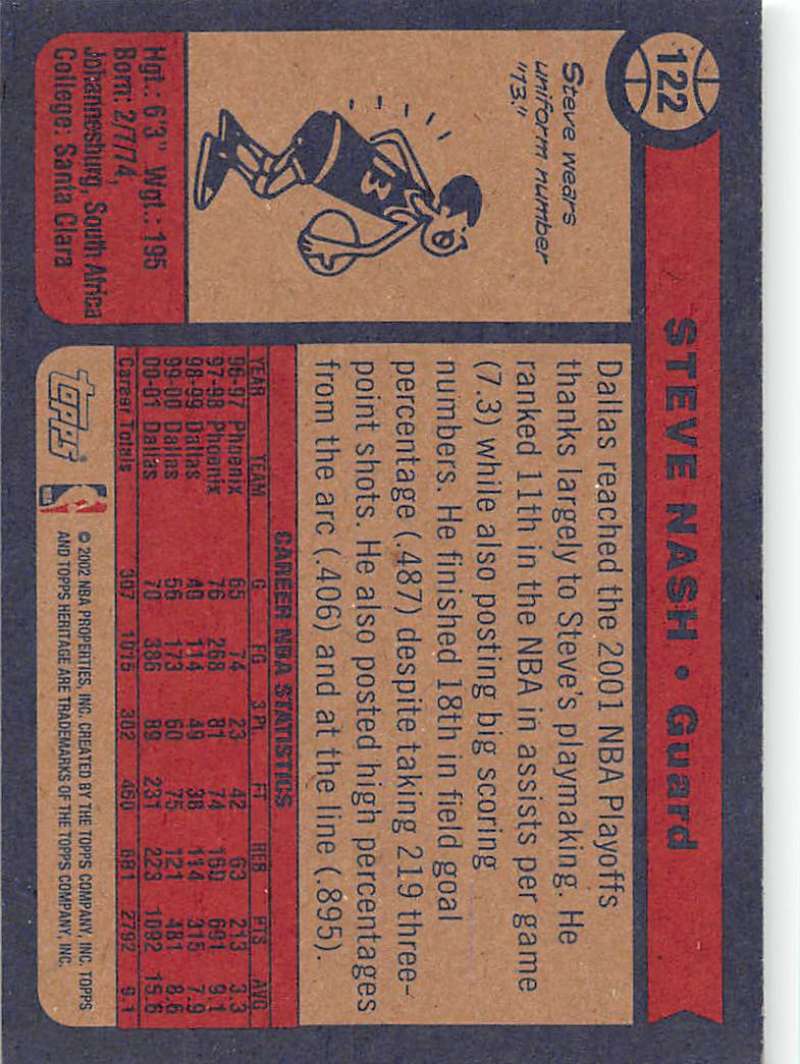 122
STEVE NASH • Guard
Steve wears
uniform number
"13."
13
Hgt.: 6'3" Wgt.: 195
Born: 2/7/74,
Johannesburg, South Africa
College: Santa Clara
Dallas reached the 2001 NBA Playoffs
thanks largely to Steve's playmaking. He
ranked 11th in the NBA in assists per game
(7.3) while also posting big scoring
numbers. He finished 18th in field goal
percentage (.487) despite taking 219 three-
point shots. He also posted high percentages
from the arc (.406) and at the line (.895).
CAREER NBA STATISTICS
YEAR TEAM G FG 3 Pt. FT REB PTS AVG
96-97 Phoenix 65 74 23 42 63 213 3.3
97-98 Phoenix 76 268 81 74 160 691 9.1
98-99 Dallas 40 114 49 38 114 315 7.9
99-00 Dallas 56 173 60 75 121 481 8.6
00-01 Dallas 70 386 89 231 223 1092 15.6
Career Totals 307 1015 302 460 681 2792 9.1
Topps ®
© 2002 NBA PROPERTIES, INC. CREATED BY THE TOPPS COMPANY, INC. TOPPS
AND TOPPS HERITAGE ARE TRADEMARKS OF THE TOPPS COMPANY, INC.